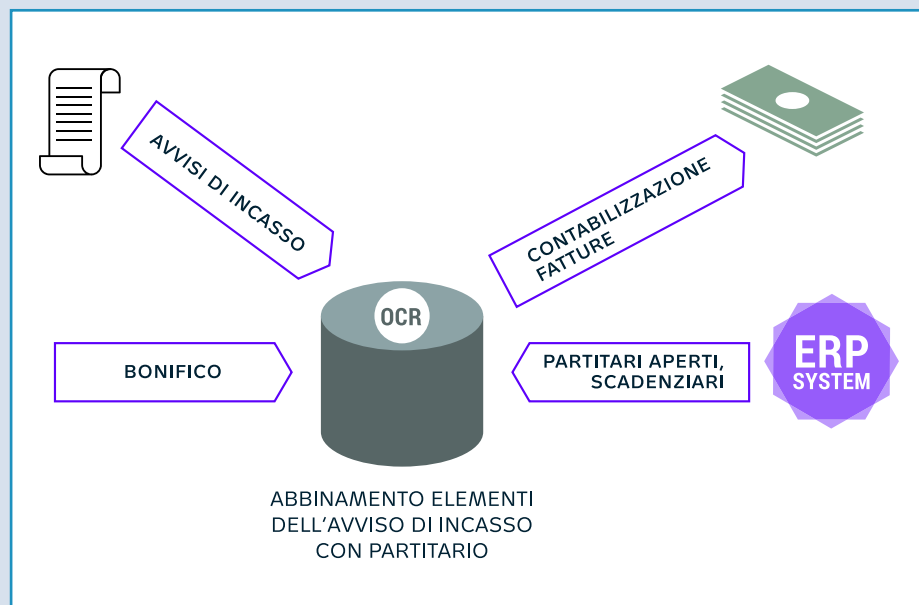 AVVISI DI INCASSO
CONTABILIZZAZIONE
FATTURE
OCR
BONIFICO
PARTITARI APERTI,
SCADENZIARI
ERP
SYSTEM
ABBINAMENTO ELEMENTI
DELL'AVVISO DI INCASSO
CON PARTITARIO